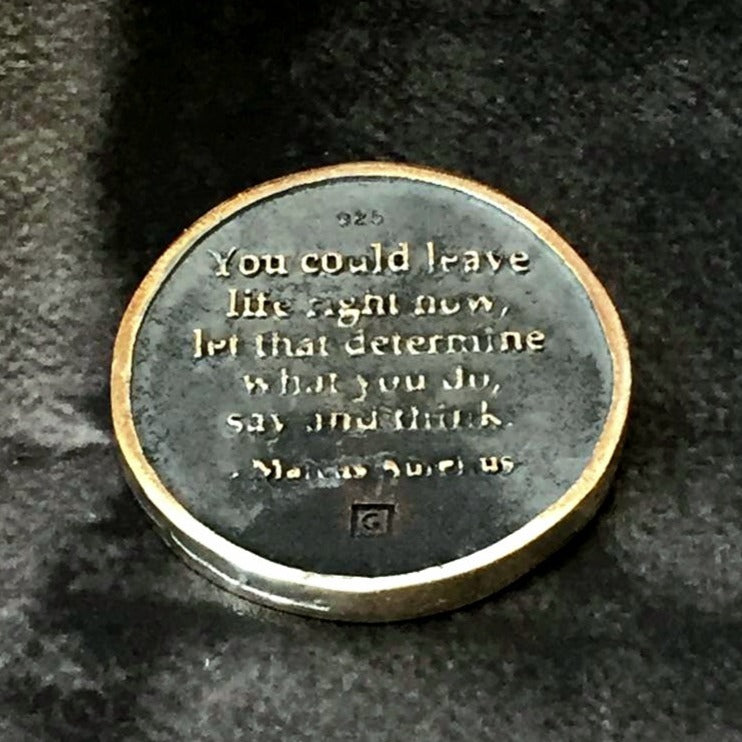 925
You could leave
life right now,
let that determine
what you do,
say and think.
- Marcus Aurelius
G